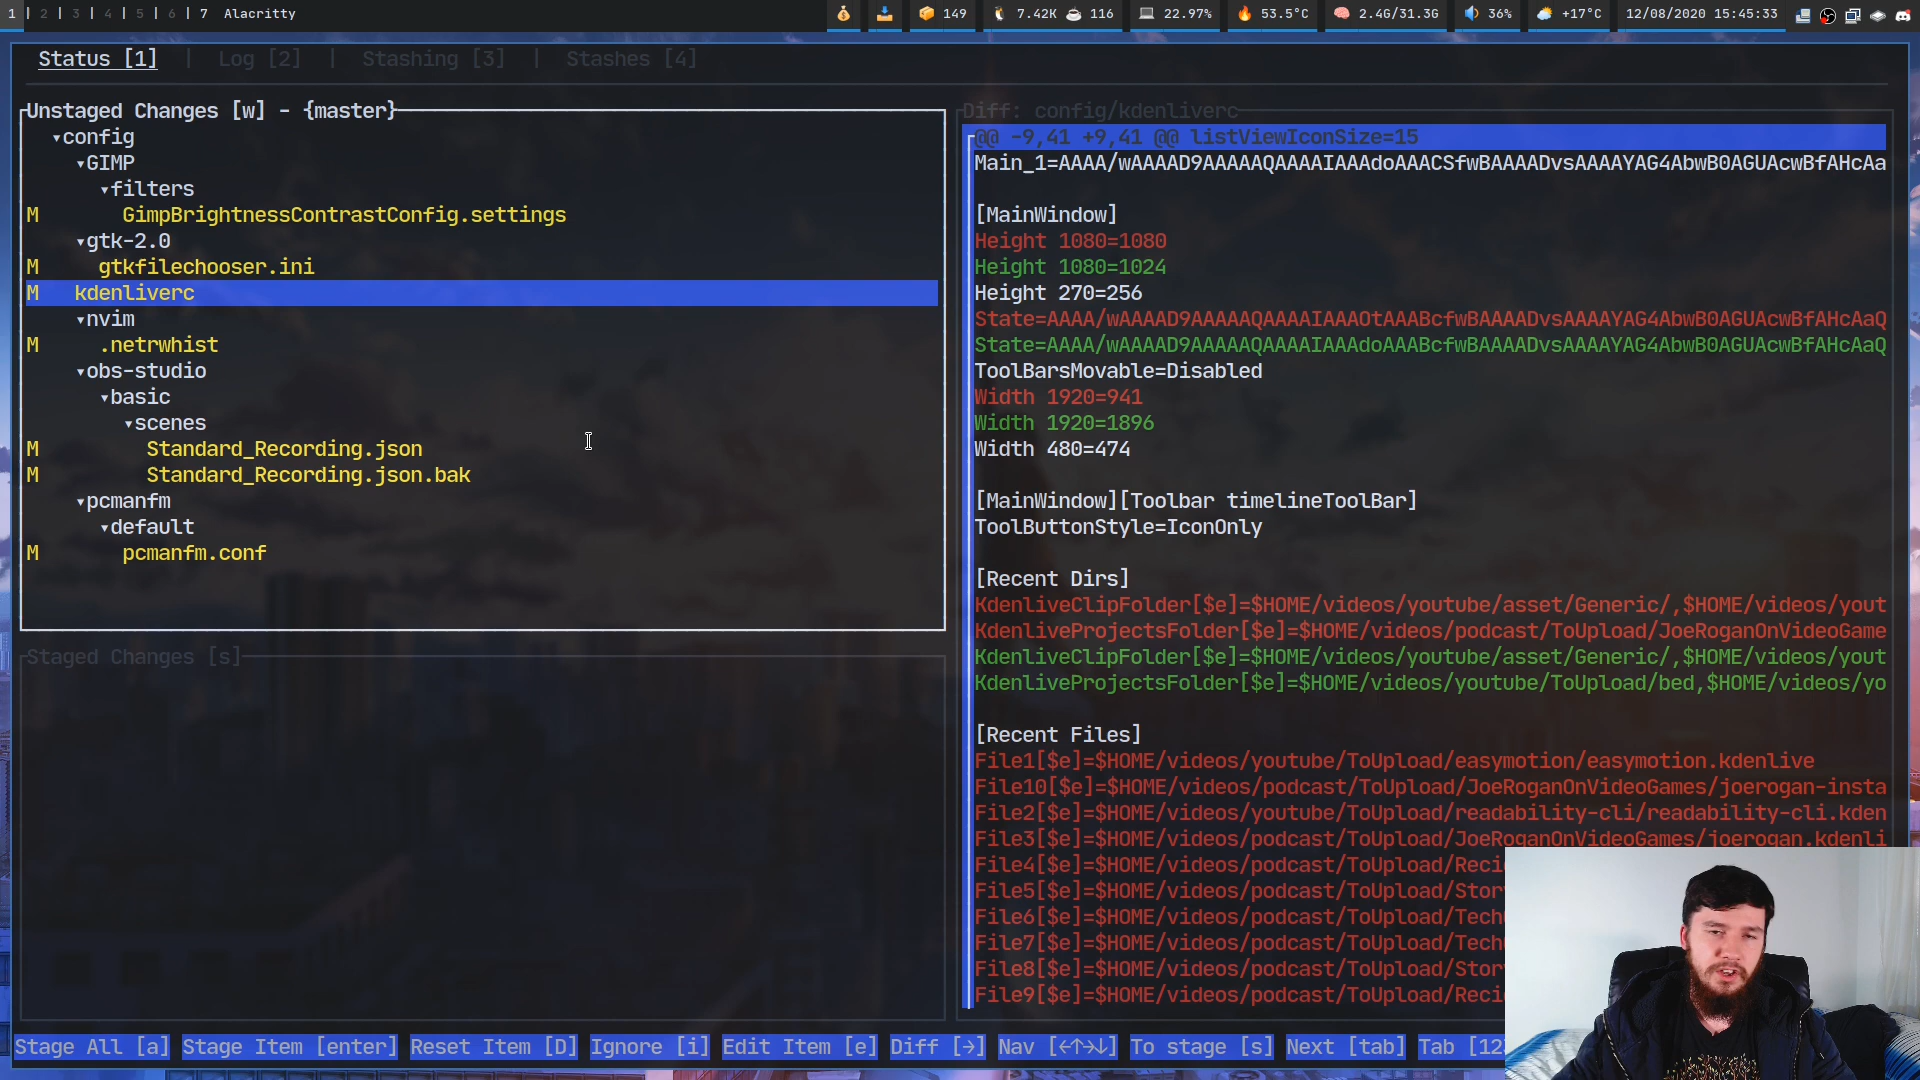 1 | 2 | 3 | 4 | 5 | 6 | 7 Alacritty
149 7.42K 116 22.97% 53.5°C 2.4G/31.3G 36% +17°C 12/08/2020 15:45:33
Status [1] | Log [2] | Stashing [3] | Stashes [4]
Unstaged Changes [w] - {master}
▾config
▾GIMP
▾filters
M GimpBrightnessContrastConfig.settings
▾gtk-2.0
M gtkfilechooser.ini
M kdenliverc
▾nvim
M .netrwhist
▾obs-studio
▾basic
▾scenes
M Standard_Recording.json
M Standard_Recording.json.bak
▾pcmanfm
▾default
M pcmanfm.conf
Staged Changes [s]
Diff: config/kdenliverc
@@ -9,41 +9,41 @@ listViewIconSize=15
Main_1=AAAA/wAAAAD9AAAAAQAAAAIAAAdoAAACSfwBAAAADvsAAAAYAG4AbwB0AGUAcwBfAHcAa
[MainWindow]
Height 1080=1080
Height 1080=1024
Height 270=256
State=AAAA/wAAAAD9AAAAAQAAAAIAAAOtAAABcfwBAAAADvsAAAAYAG4AbwB0AGUAcwBfAHcAaQ
State=AAAA/wAAAAD9AAAAAQAAAAIAAAdoAAABcfwBAAAADvsAAAAYAG4AbwB0AGUAcwBfAHcAaQ
ToolBarsMovable=Disabled
Width 1920=941
Width 1920=1896
Width 480=474
[MainWindow][Toolbar timelineToolBar]
ToolButtonStyle=IconOnly
[Recent Dirs]
KdenliveClipFolder[$e]=$HOME/videos/youtube/asset/Generic/,$HOME/videos/yout
KdenliveProjectsFolder[$e]=$HOME/videos/podcast/ToUpload/JoeRoganOnVideoGame
KdenliveClipFolder[$e]=$HOME/videos/youtube/asset/Generic/,$HOME/videos/yout
KdenliveProjectsFolder[$e]=$HOME/videos/youtube/ToUpload/bed,$HOME/videos/yo
[Recent Files]
File1[$e]=$HOME/videos/youtube/ToUpload/easymotion/easymotion.kdenlive
File10[$e]=$HOME/videos/podcast/ToUpload/JoeRoganOnVideoGames/joerogan-insta
File2[$e]=$HOME/videos/youtube/ToUpload/readability-cli/readability-cli.kden
File3[$e]=$HOME/videos/podcast/ToUpload/JoeRoganOnVideoGames/joerogan.kdenli
File4[$e]=$HOME/videos/podcast/ToUpload/Reci
File5[$e]=$HOME/videos/podcast/ToUpload/Stor
File6[$e]=$HOME/videos/podcast/ToUpload/Tech
File7[$e]=$HOME/videos/podcast/ToUpload/Tech
File8[$e]=$HOME/videos/podcast/ToUpload/Stor
File9[$e]=$HOME/videos/podcast/ToUpload/Reci
Stage All [a] Stage Item [enter] Reset Item [D] Ignore [i] Edit Item [e] Diff [→] Nav [←↑→↓] To stage [s] Next [tab] Tab [12